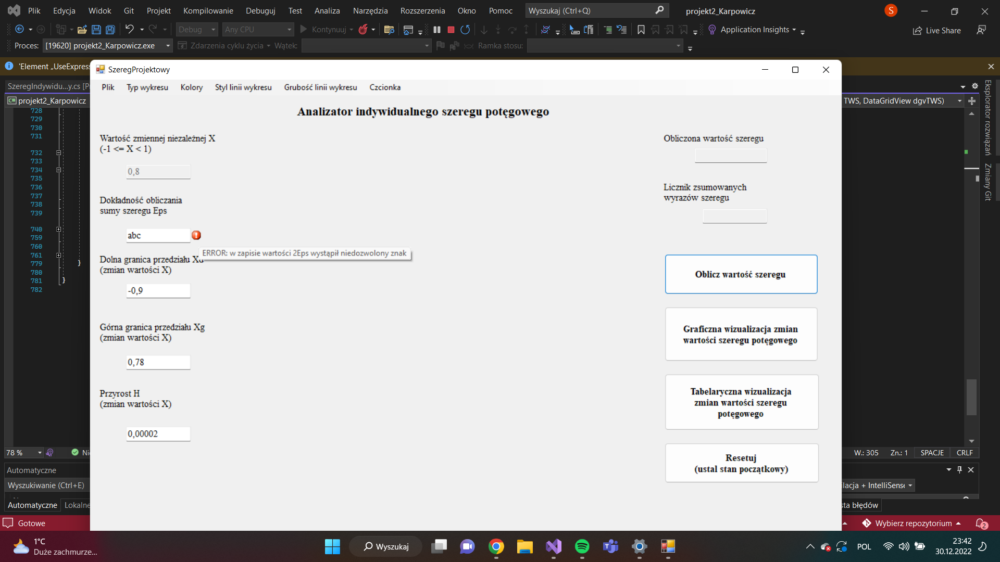 Plik Edycja Widok Git Projekt Kompilowanie Debuguj Test Analiza Narzędzia Rozszerzenia Okno Pomoc Wyszukaj (Ctrl+Q) projekt2_Karpowicz S
Debug Any CPU Kontynuuj Application Insights Live Share
Proces: [19620] projekt2_Karpowicz.exe Zdarzenia cyklu życia Wątek: Ramka stosu:
'Element „UseExpress
SzeregProjektowy
SzeregIndywidu...y.cs [P
Plik Typ wykresu Kolory Styl linii wykresu Grubość linii wykresu Czcionka
projekt2_Karpowicz
TWS, DataGridView dgvTWS)
Eksplorator rozwiązań
Zmiany Git
728
729
730
731
732
733
734
735
736
737
738
739
740
759
760
761
779 }
780
781 }
782
Analizator indywidualnego szeregu potęgowego
Wartość zmiennej niezależnej X
(-1 <= X < 1)
0,8
Dokładność obliczania
sumy szeregu Eps
abc
ERROR: w zapisie wartości 2Eps wystąpił niedozwolony znak
Dolna granica przedziału Xd
(zmian wartości X)
-0,9
Górna granica przedziału Xg
(zmian wartości X)
0,78
Przyrost H
(zmian wartości X)
0,00002
Obliczona wartość szeregu
Licznik zsumowanych
wyrazów szeregu
Oblicz wartość szeregu
Graficzna wizualizacja zmian
wartości szeregu potęgowego
Tabelaryczna wizualizacja
zmian wartości szeregu
potęgowego
Resetuj
(ustal stan początkowy)
78 % Ni W.: 305 Zn.: 1 SPACJE CRLF
Automatyczne
Wyszukiwanie (Ctrl+E) lacja + IntelliSense
Automatyczne Lokalne sta błędów
Gotowe Wybierz repozytorium 2
1°C
Duże zachmurze...
Wyszukaj
POL
23:42
30.12.2022